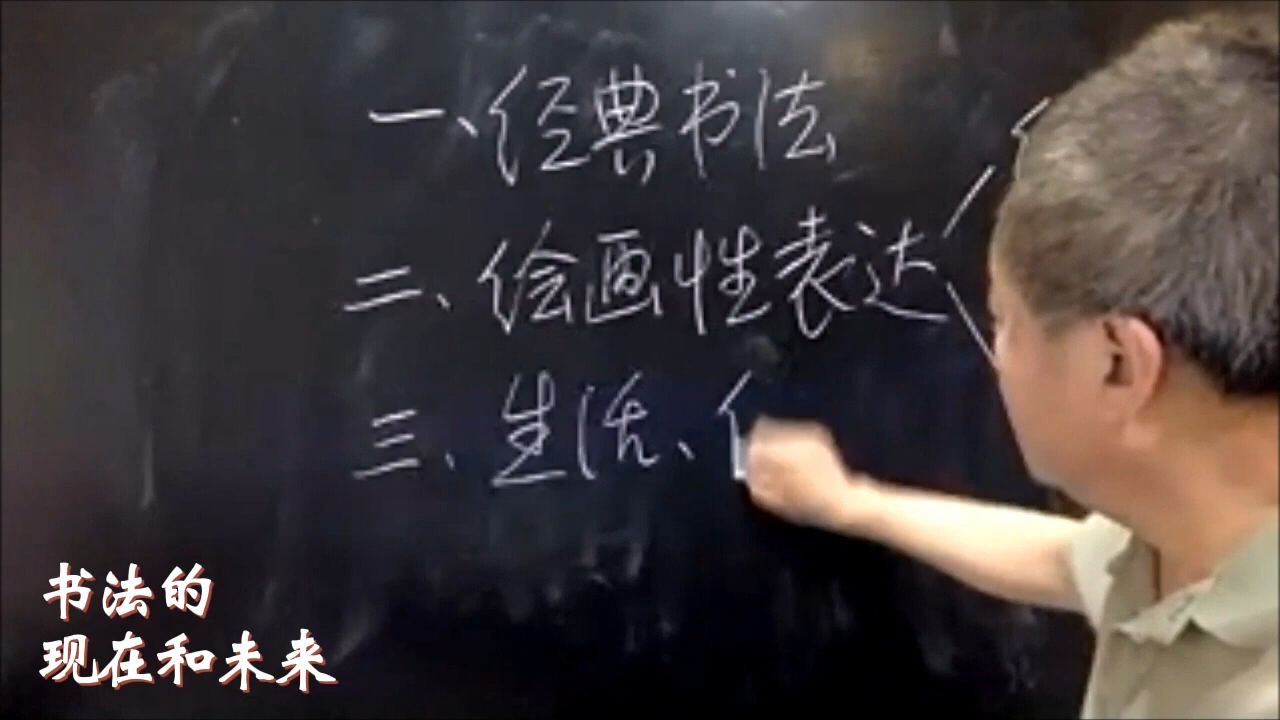 一、经典书法
二、绘画性表达
三、生活、
书法的
现在和未来